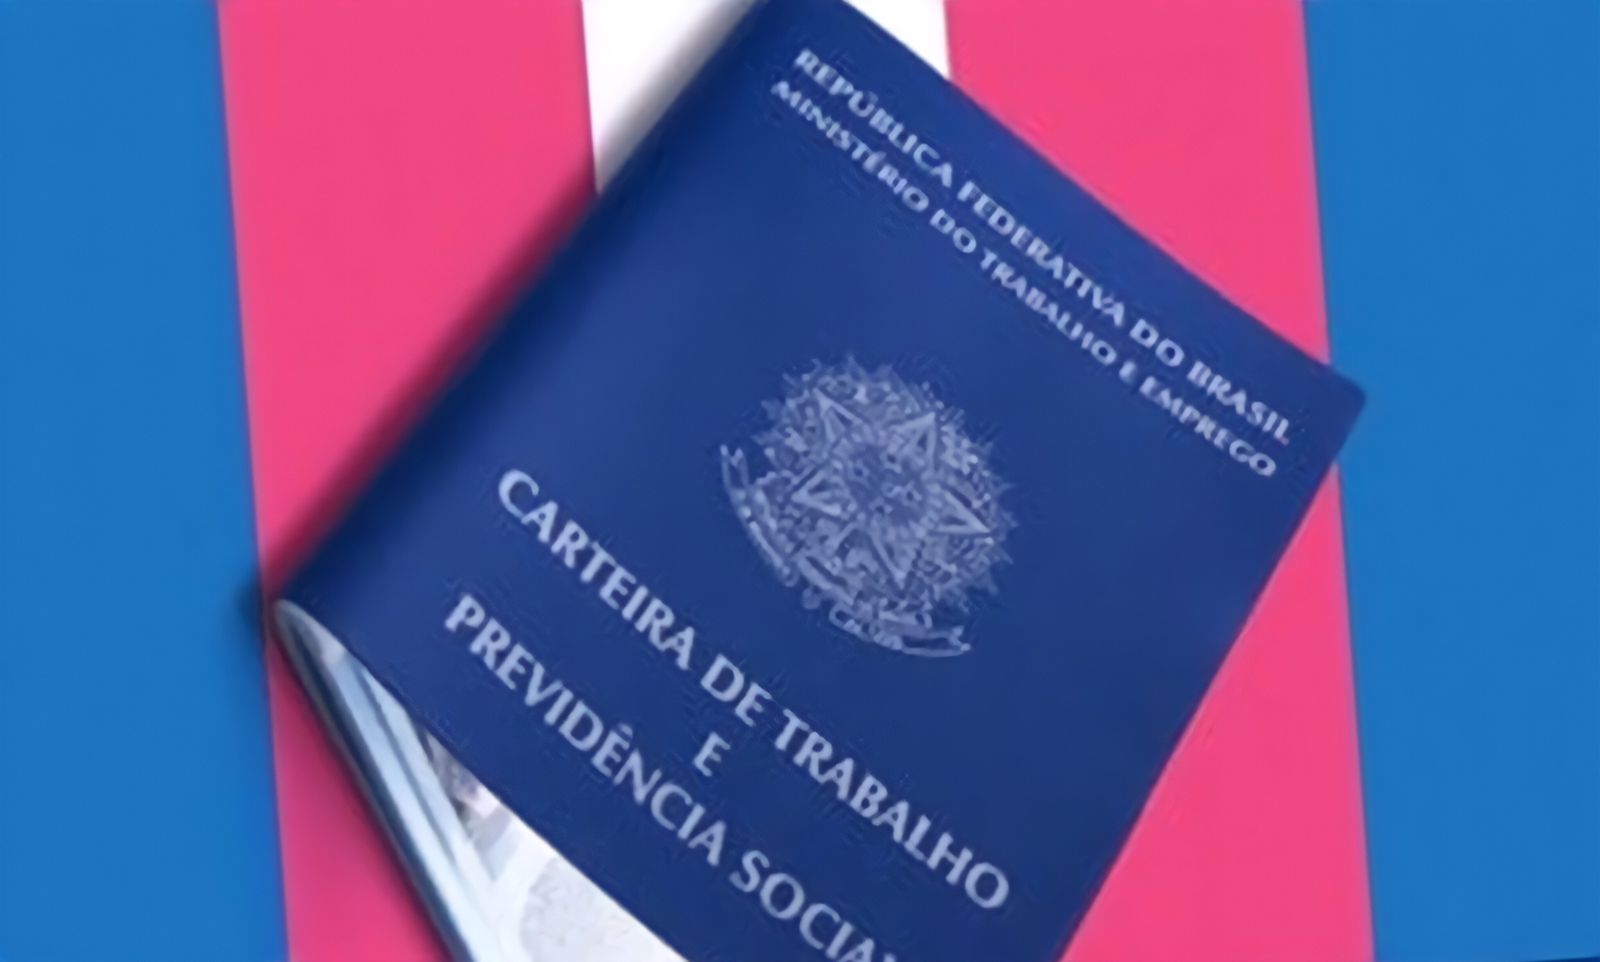 REPÚBLICA FEDERATIVA DO BRASIL
MINISTÉRIO DO TRABALHO E EMPREGO
CARTEIRA DE TRABALHO
E
PREVIDÊNCIA SOCIAL